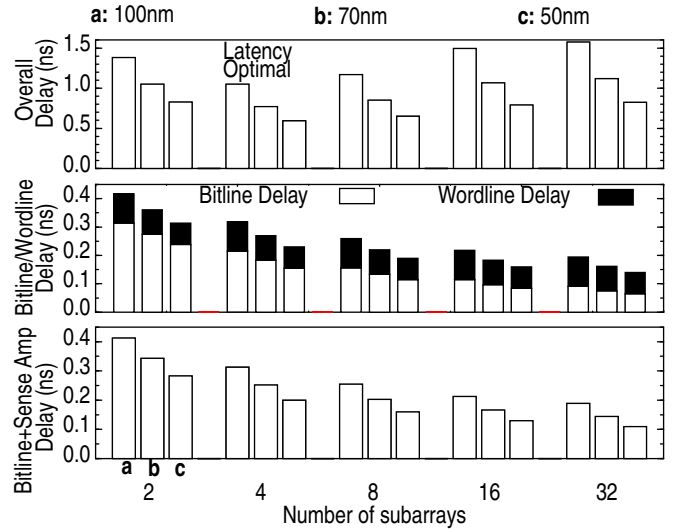 a: 100nm b: 70nm c: 50nm
Overall
Delay (ns)
1.5
1.0
0.5
0.0
Latency
Optimal
Bitline/Wordline
Delay (ns)
0.4
0.3
0.2
0.1
0.0
Bitline Delay Wordline Delay
Bitline+Sense Amp
Delay (ns)
0.4
0.3
0.2
0.1
0.0
a b c
2 4 8 16 32
Number of subarrays